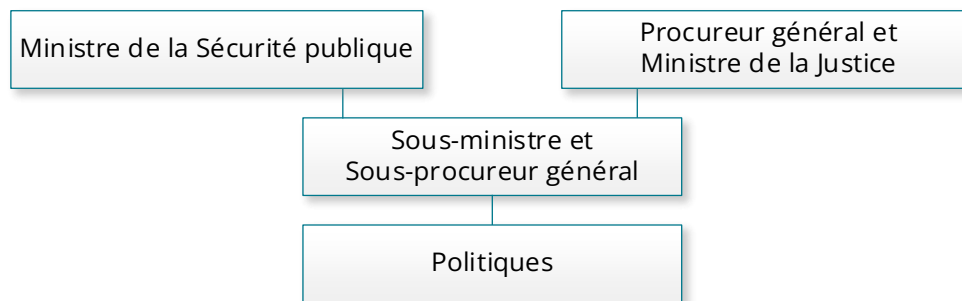 Ministre de la Sécurité publique
Procureur général et
Ministre de la Justice
Sous-ministre et
Sous-procureur général
Politiques